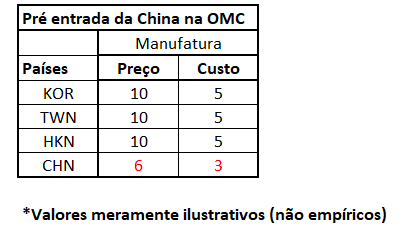 Pré entrada da China na OMC
Manufatura
Países Preço Custo
KOR 10 5
TWN 10 5
HKN 10 5
CHN 6 3
*Valores meramente ilustrativos (não empíricos)